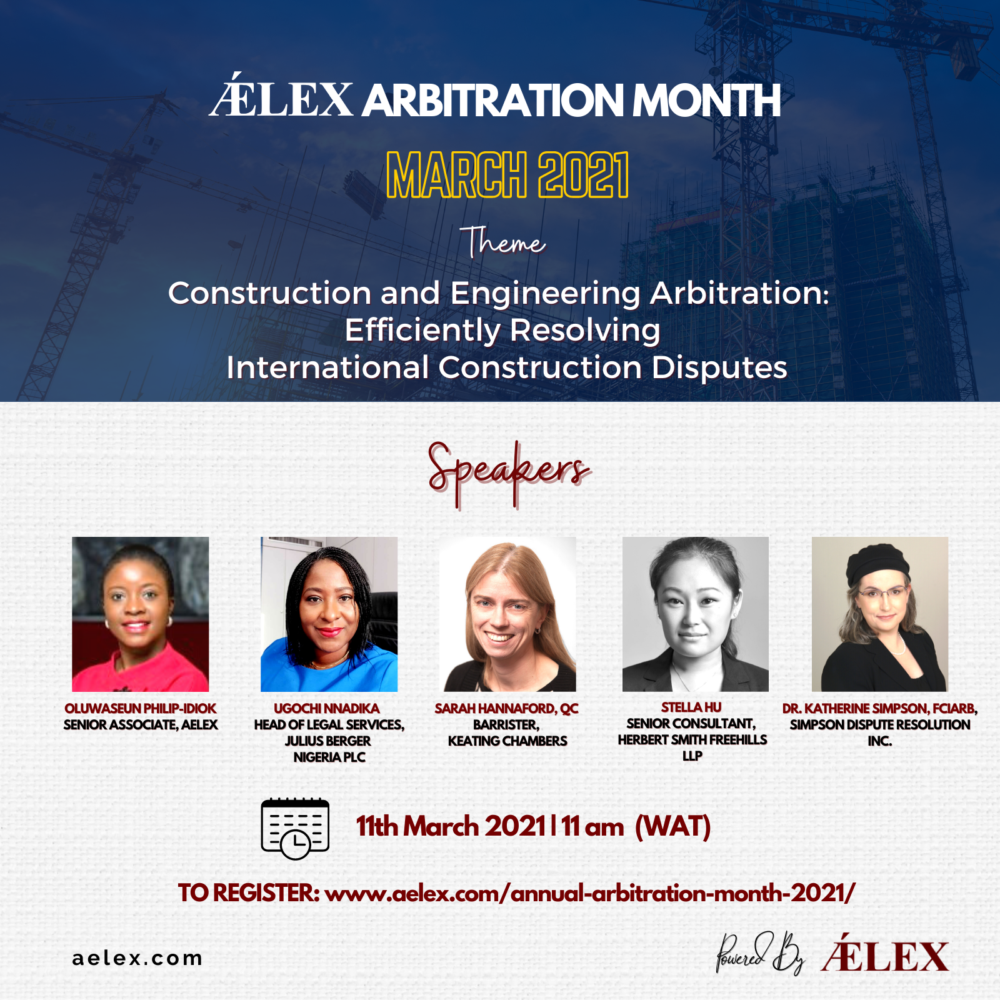 ǼLEX ARBITRATION MONTH
MARCH 2021
Theme
Construction and Engineering Arbitration:
Efficiently Resolving
International Construction Disputes
Speakers
OLUWASEUN PHILIP-IDIOK
SENIOR ASSOCIATE, AELEX
UGOCHI NNADIKA
HEAD OF LEGAL SERVICES,
JULIUS BERGER
NIGERIA PLC
SARAH HANNAFORD, QC
BARRISTER,
KEATING CHAMBERS
STELLA HU
SENIOR CONSULTANT,
HERBERT SMITH FREEHILLS
LLP
DR. KATHERINE SIMPSON, FCIARB,
SIMPSON DISPUTE RESOLUTION
INC.
11th March 2021 | 11 am (WAT)
TO REGISTER: www.aelex.com/annual-arbitration-month-2021/
aelex.com
Powered By ǼLEX